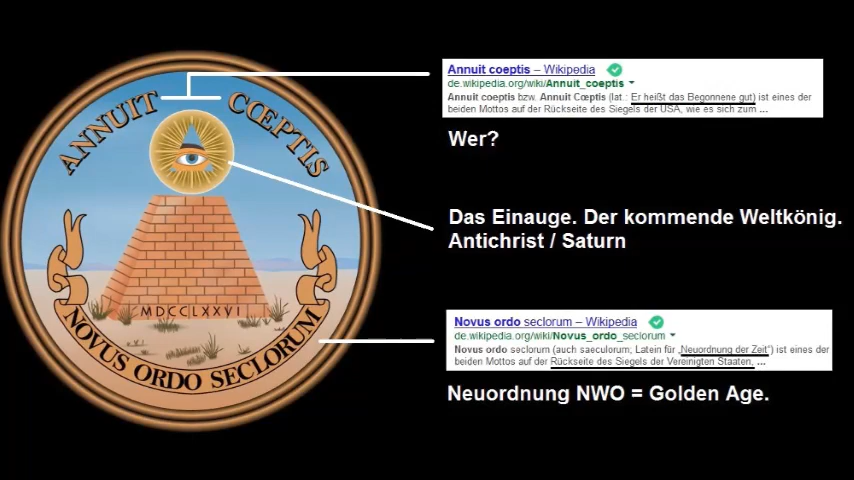 ANNUIT CŒPTIS
MDCCLXXVI
NOVUS ORDO SECLORUM
Annuit coeptis – Wikipedia
de.wikipedia.org/wiki/Annuit_coeptis
Annuit coeptis bzw. Annuit Cœptis (lat.: Er heißt das Begonnene gut) ist eines der
beiden Mottos auf der Rückseite des Siegels der USA, wie es sich zum ...
Wer?
Das Einauge. Der kommende Weltkönig.
Antichrist / Saturn
Novus ordo seclorum – Wikipedia
de.wikipedia.org/wiki/Novus_ordo_seclorum
Novus ordo seclorum (auch saeculorum; Latein für „Neuordnung der Zeit“) ist eines der
beiden Mottos auf der Rückseite des Siegels der Vereinigten Staaten, ...
Neuordnung NWO = Golden Age.